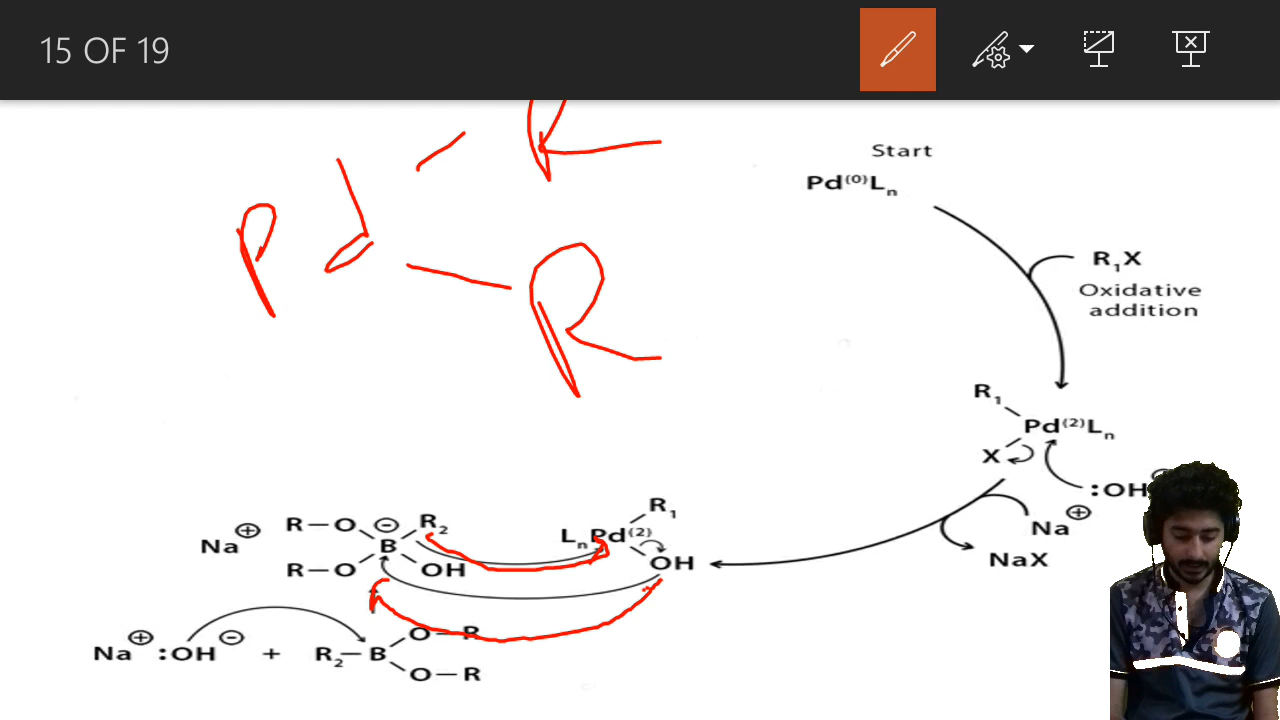 15 OF 19
Start
Pd⁽⁰⁾Lₙ
R
Pd
R
R₁X
Oxidative
addition
R₁
Pd⁽²⁾Lₙ
X
:OH
Na⊕
NaX
R₁
LₙPd⁽²⁾
OH
Na⊕
R—O ⊖ R₂
B
R—O OH
Na⊕ :OH⊖ + R₂—B
O—R
O—R